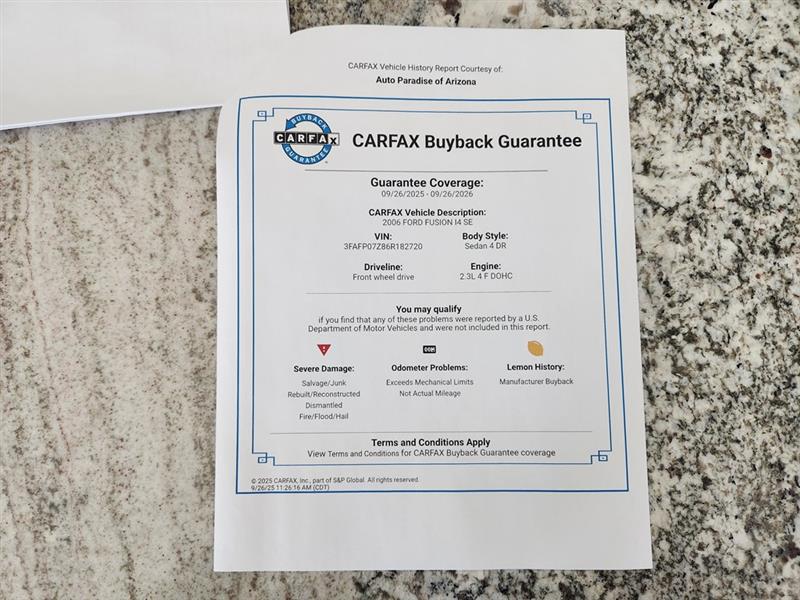 CARFAX Vehicle History Report Courtesy of:
Auto Paradise of Arizona
BUYBACK
CARFAX
GUARANTEE
CARFAX Buyback Guarantee
Guarantee Coverage:
09/26/2025 - 09/26/2026
CARFAX Vehicle Description:
2006 FORD FUSION I4 SE
VIN:
3FAFP07Z86R182720
Body Style:
Sedan 4 DR
Driveline:
Front wheel drive
Engine:
2.3L 4 F DOHC
You may qualify
if you find that any of these problems were reported by a U.S.
Department of Motor Vehicles and were not included in this report.
Severe Damage:
Salvage/Junk
Rebuilt/Reconstructed
Dismantled
Fire/Flood/Hail
Odometer Problems:
Exceeds Mechanical Limits
Not Actual Mileage
Lemon History:
Manufacturer Buyback
Terms and Conditions Apply
View Terms and Conditions for CARFAX Buyback Guarantee coverage
© 2025 CARFAX, Inc., part of S&P Global. All rights reserved.
9/26/25 11:26:16 AM (CDT)